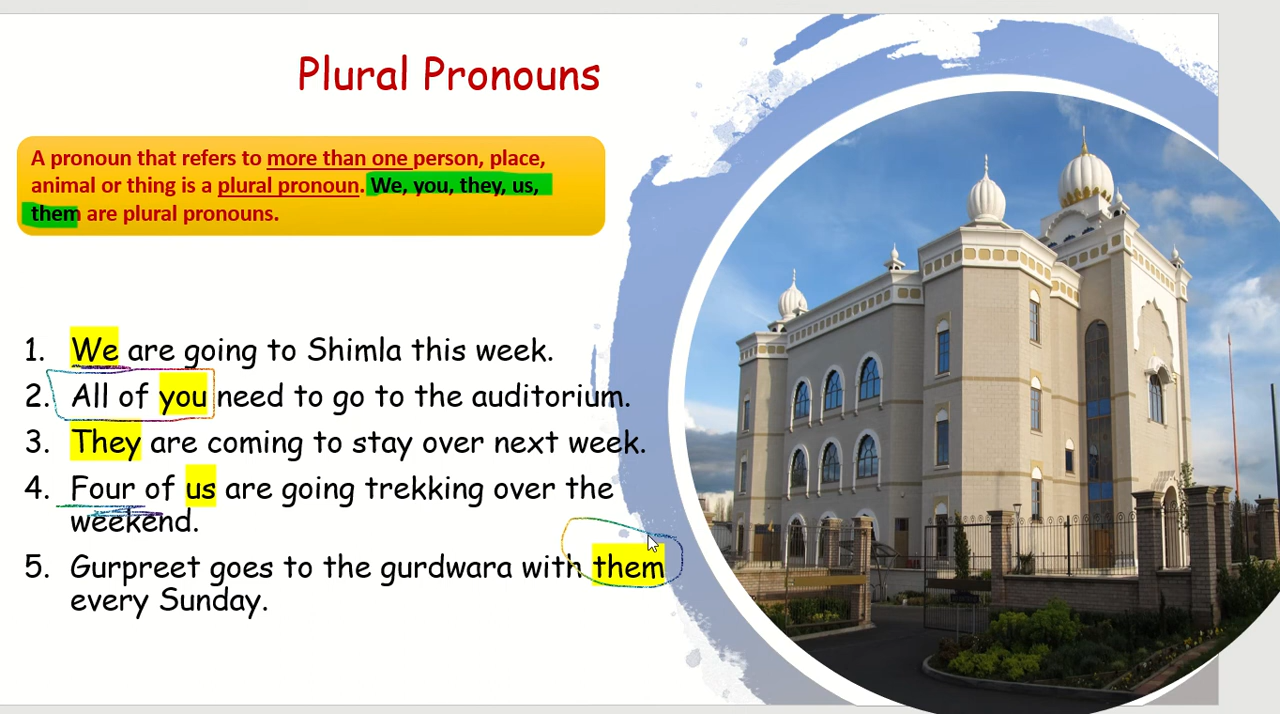 Plural Pronouns
A pronoun that refers to more than one person, place,
animal or thing is a plural pronoun. We, you, they, us,
them are plural pronouns.
1. We are going to Shimla this week.
2. All of you need to go to the auditorium.
3. They are coming to stay over next week.
4. Four of us are going trekking over the
weekend.
5. Gurpreet goes to the gurdwara with them
every Sunday.